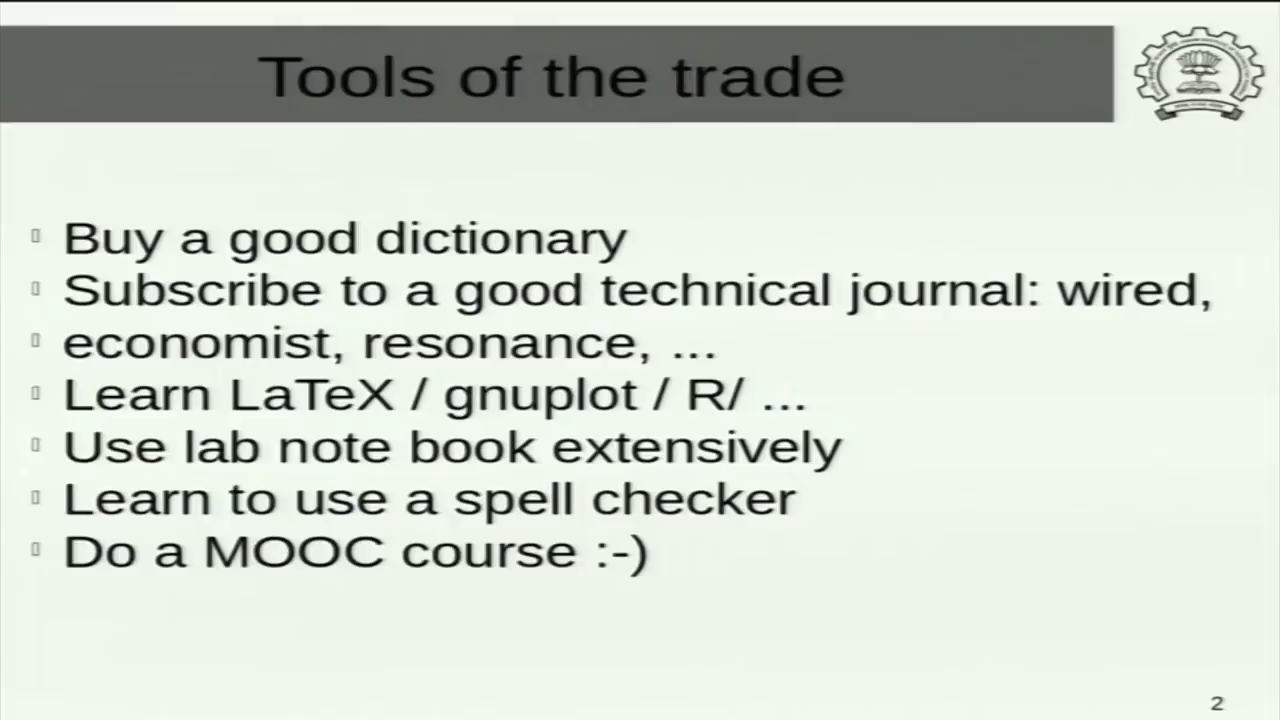 Tools of the trade
Buy a good dictionary
Subscribe to a good technical journal: wired,
economist, resonance, ...
Learn LaTeX / gnuplot / R/ ...
Use lab note book extensively
Learn to use a spell checker
Do a MOOC course :-)
2